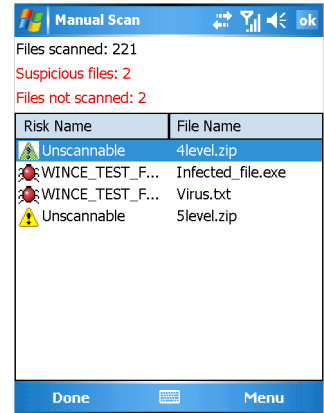 Manual Scan ok
Files scanned: 221
Suspicious files: 2
Files not scanned: 2
Risk Name File Name
Unscannable 4level.zip
WINCE_TEST_F... Infected_file.exe
WINCE_TEST_F... Virus.txt
Unscannable 5level.zip
Done Menu